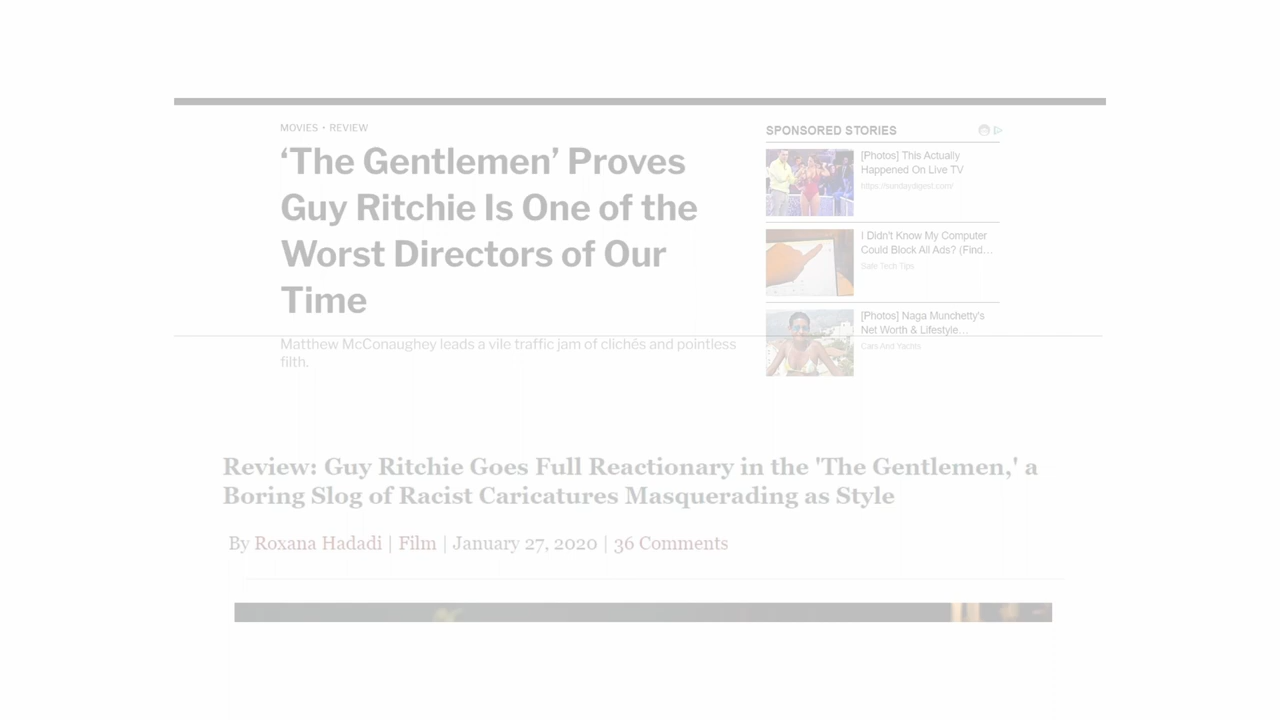 MOVIES • REVIEW
‘The Gentlemen’ Proves
Guy Ritchie Is One of the
Worst Directors of Our
Time
Matthew McConaughey leads a vile traffic jam of clichés and pointless
filth.
SPONSORED STORIES
[Photos] This Actually
Happened On Live TV
https://sundaydigest.com/
I Didn't Know My Computer
Could Block All Ads? (Find...
Safe Tech Tips
[Photos] Naga Munchetty's
Net Worth & Lifestyle...
Cars And Yachts
Review: Guy Ritchie Goes Full Reactionary in the 'The Gentlemen,' a
Boring Slog of Racist Caricatures Masquerading as Style
By Roxana Hadadi | Film | January 27, 2020 | 36 Comments